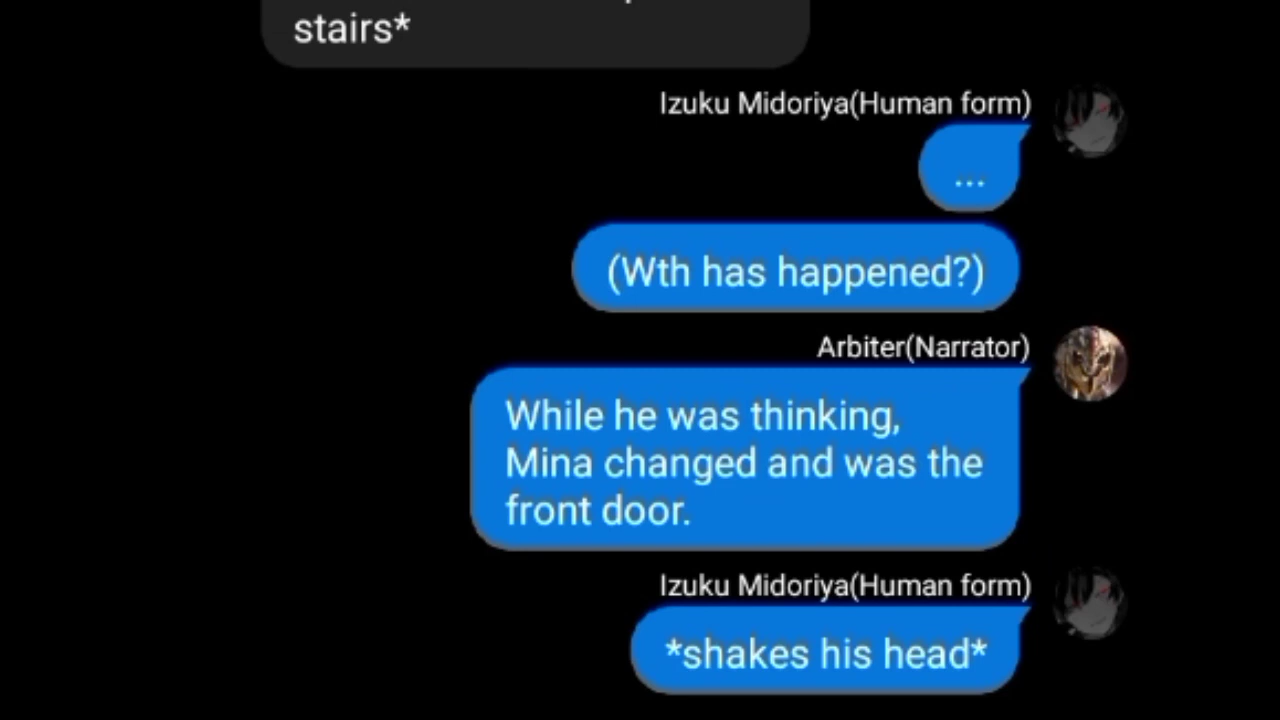 stairs*
Izuku Midoriya(Human form)
...
(Wth has happened?)
Arbiter(Narrator)
While he was thinking,
Mina changed and was the
front door.
Izuku Midoriya(Human form)
*shakes his head*